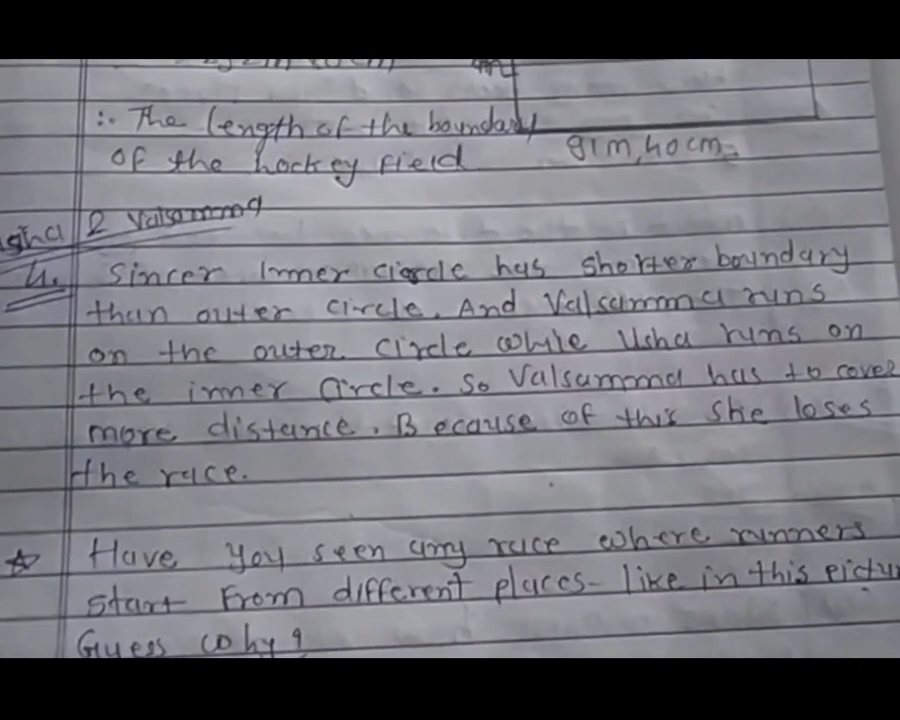 ∴ The length of the boundary
of the hockey field 91m, 40cm
2 Valsamma
4. Sincer Inner circle has shorter boundary
than outer circle. And Valsamma runs
on the outer circle while Usha runs on
the inner circle. So Valsamma has to cover
more distance. Because of this she loses
the race.
☆ Have you seen any race where runners
start from different places- like in this pictu
Guess why?